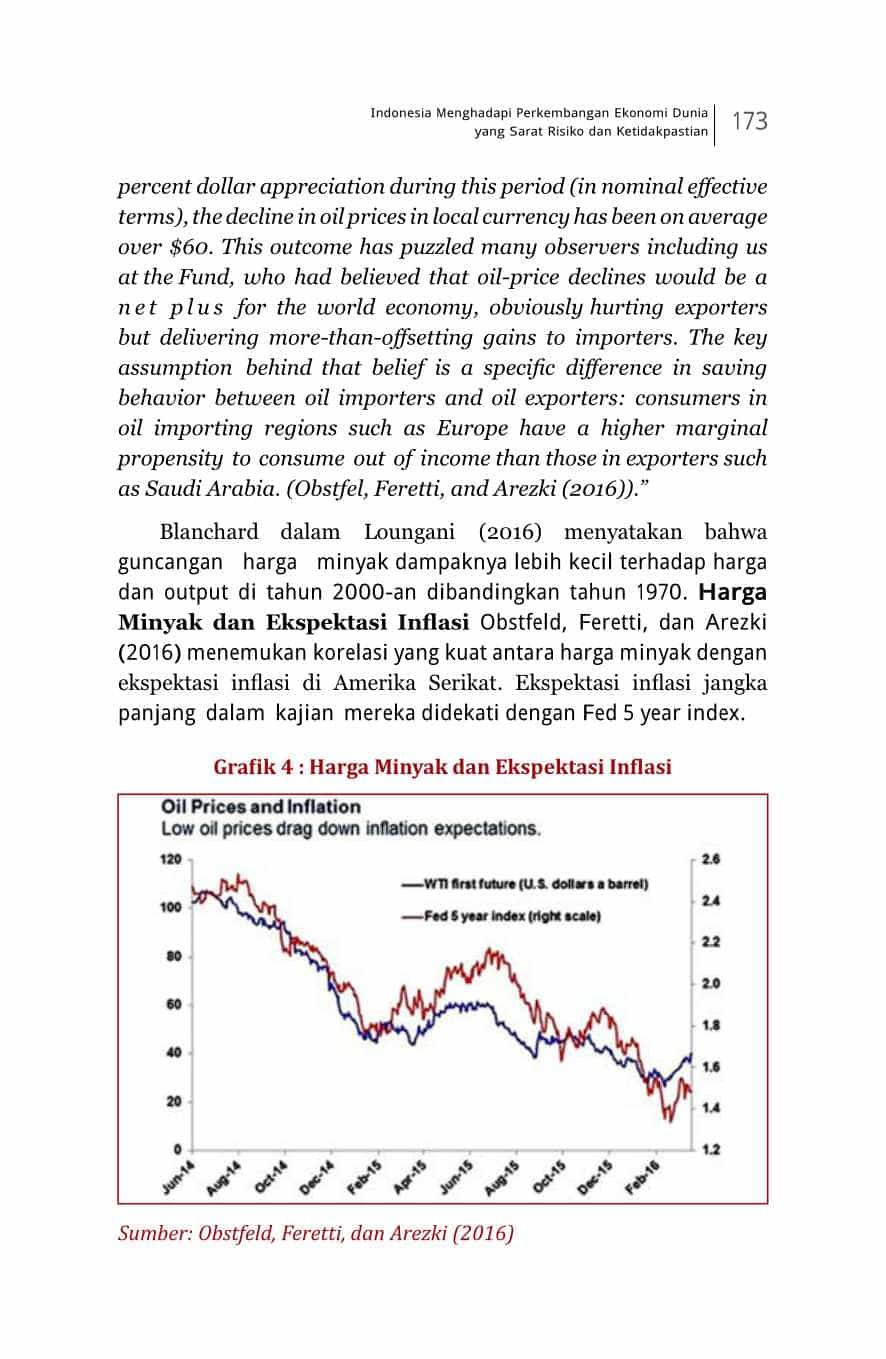 Indonesia Menghadapi Perkembangan Ekonomi Dunia
yang Sarat Risiko dan Ketidakpastian
173
percent dollar appreciation during this period (in nominal effective
terms), the decline in oil prices in local currency has been on average
over $60. This outcome has puzzled many observers including us
at the Fund, who had believed that oil-price declines would be a
net plus for the world economy, obviously hurting exporters
but delivering more-than-offsetting gains to importers. The key
assumption behind that belief is a specific difference in saving
behavior between oil importers and oil exporters: consumers in
oil importing regions such as Europe have a higher marginal
propensity to consume out of income than those in exporters such
as Saudi Arabia. (Obstfel, Feretti, and Arezki (2016)).”
Blanchard dalam Loungani (2016) menyatakan bahwa
guncangan harga minyak dampaknya lebih kecil terhadap harga
dan output di tahun 2000-an dibandingkan tahun 1970. Harga
Minyak dan Ekspektasi Inflasi Obstfeld, Feretti, dan Arezki
(2016) menemukan korelasi yang kuat antara harga minyak dengan
ekspektasi inflasi di Amerika Serikat. Ekspektasi inflasi jangka
panjang dalam kajian mereka didekati dengan Fed 5 year index.
Grafik 4 : Harga Minyak dan Ekspektasi Inflasi
Oil Prices and Inflation
Low oil prices drag down inflation expectations.
120
100
80
60
40
20
0
WTI first future (U.S. dollars a barrel)
Fed 5 year index (right scale)
2.6
2.4
2.2
2.0
1.8
1.6
1.4
1.2
Jun-14
Aug-14
Oct-14
Dec-14
Feb-15
Apr-15
Jun-15
Aug-15
Oct-15
Dec-15
Feb-16
Sumber: Obstfeld, Feretti, dan Arezki (2016)